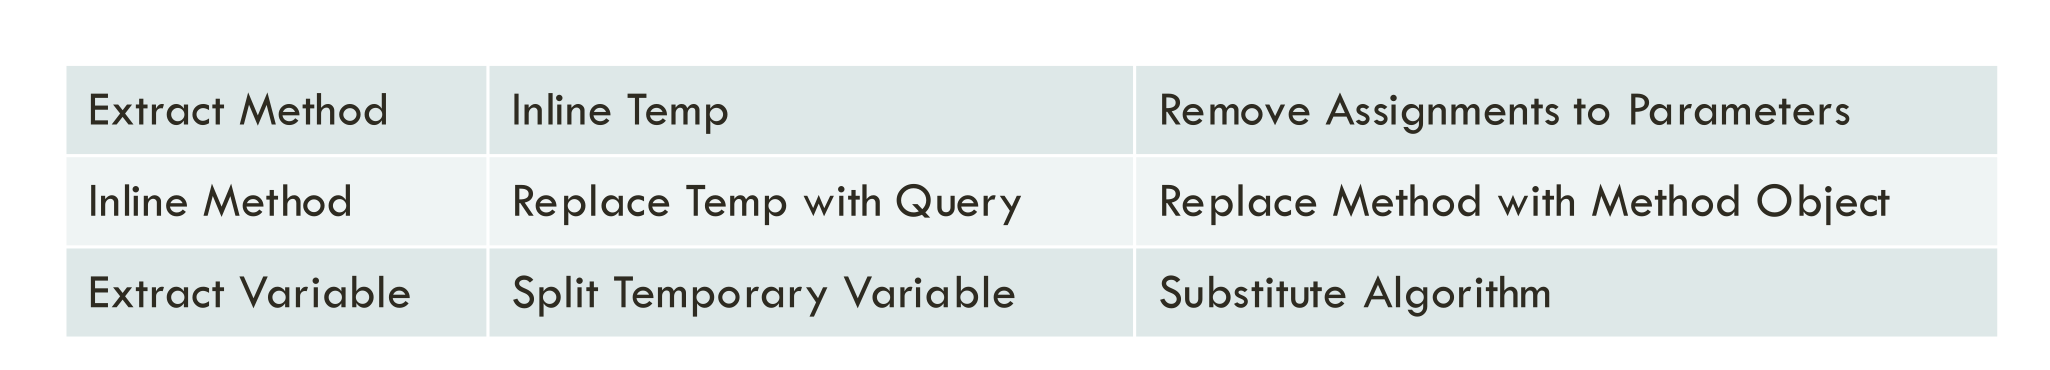 Extract Method
Inline Temp
Remove Assignments to Parameters
Inline Method
Replace Temp with Query
Replace Method with Method Object
Extract Variable
Split Temporary Variable
Substitute Algorithm